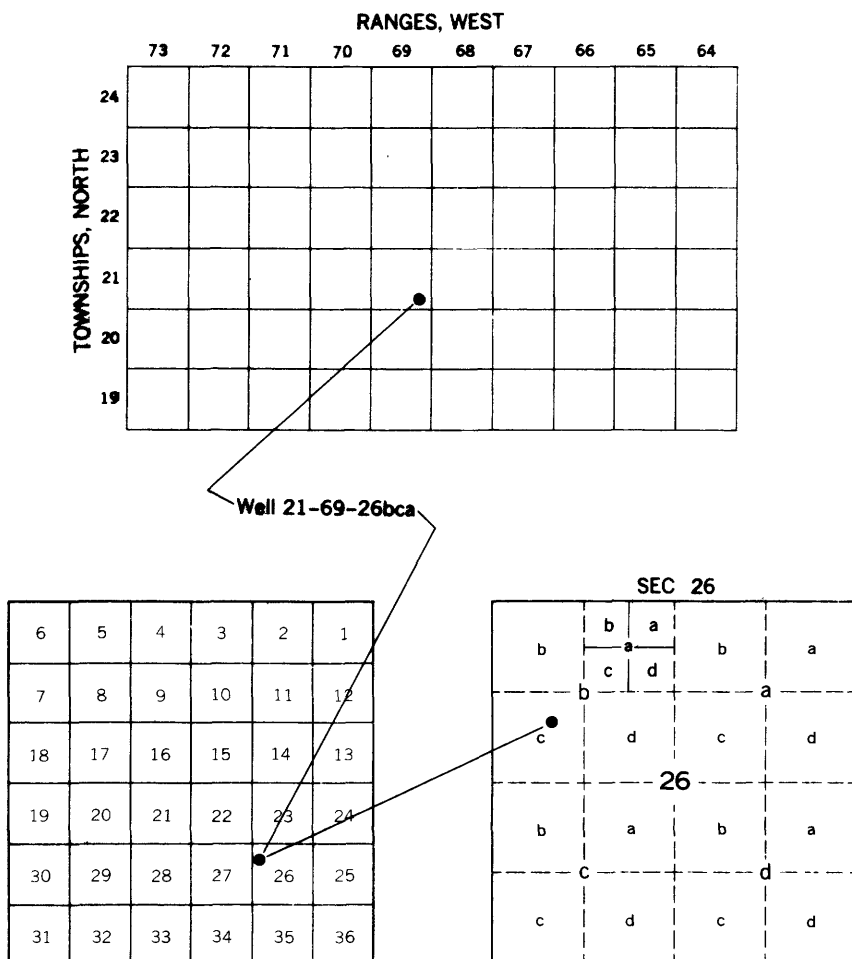 RANGES, WEST
73 72 71 70 69 68 67 66 65 64
TOWNSHIPS, NORTH
24
23
22
21
20
19
Well 21-69-26bca
6 5 4 3 2 1
7 8 9 10 11 12
18 17 16 15 14 13
19 20 21 22 23 24
30 29 28 27 26 25
31 32 33 34 35 36
SEC 26
b a
b a b a
c d
b a
c d c d
26
b a b a
c d
c d c d